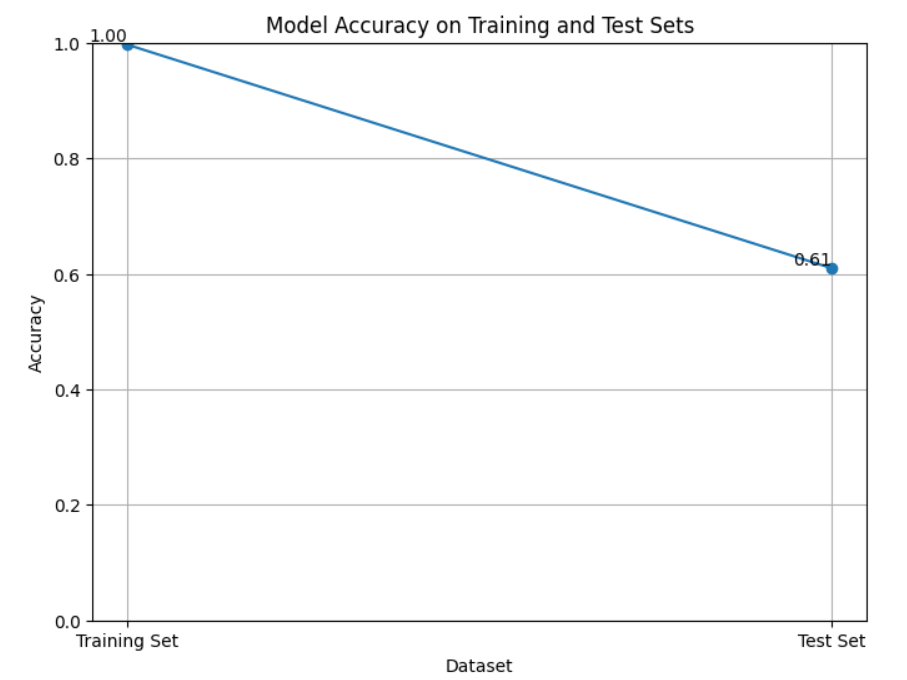 Model Accuracy on Training and Test Sets
1.00
1.0
0.8
0.61
0.6
Accuracy
0.4
0.2
0.0
Training Set
Test Set
Dataset